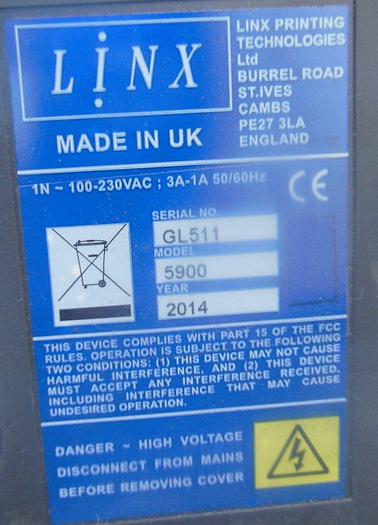 LINX
LINX PRINTING
TECHNOLOGIES
Ltd
BURREL ROAD
ST.IVES
CAMBS
PE27 3LA
ENGLAND
MADE IN UK
1N ~ 100-230VAC ; 3A-1A 50/60Hz
CE
SERIAL NO.
GL511
MODEL
5900
YEAR
2014
THIS DEVICE COMPLIES WITH PART 15 OF THE FCC
RULES. OPERATION IS SUBJECT TO THE FOLLOWING
TWO CONDITIONS: (1) THIS DEVICE MAY NOT CAUSE
HARMFUL INTERFERENCE, AND (2) THIS DEVICE
MUST ACCEPT ANY INTERFERENCE RECEIVED,
INCLUDING INTERFERENCE THAT MAY CAUSE
UNDESIRED OPERATION.
DANGER ~ HIGH VOLTAGE
DISCONNECT FROM MAINS
BEFORE REMOVING COVER